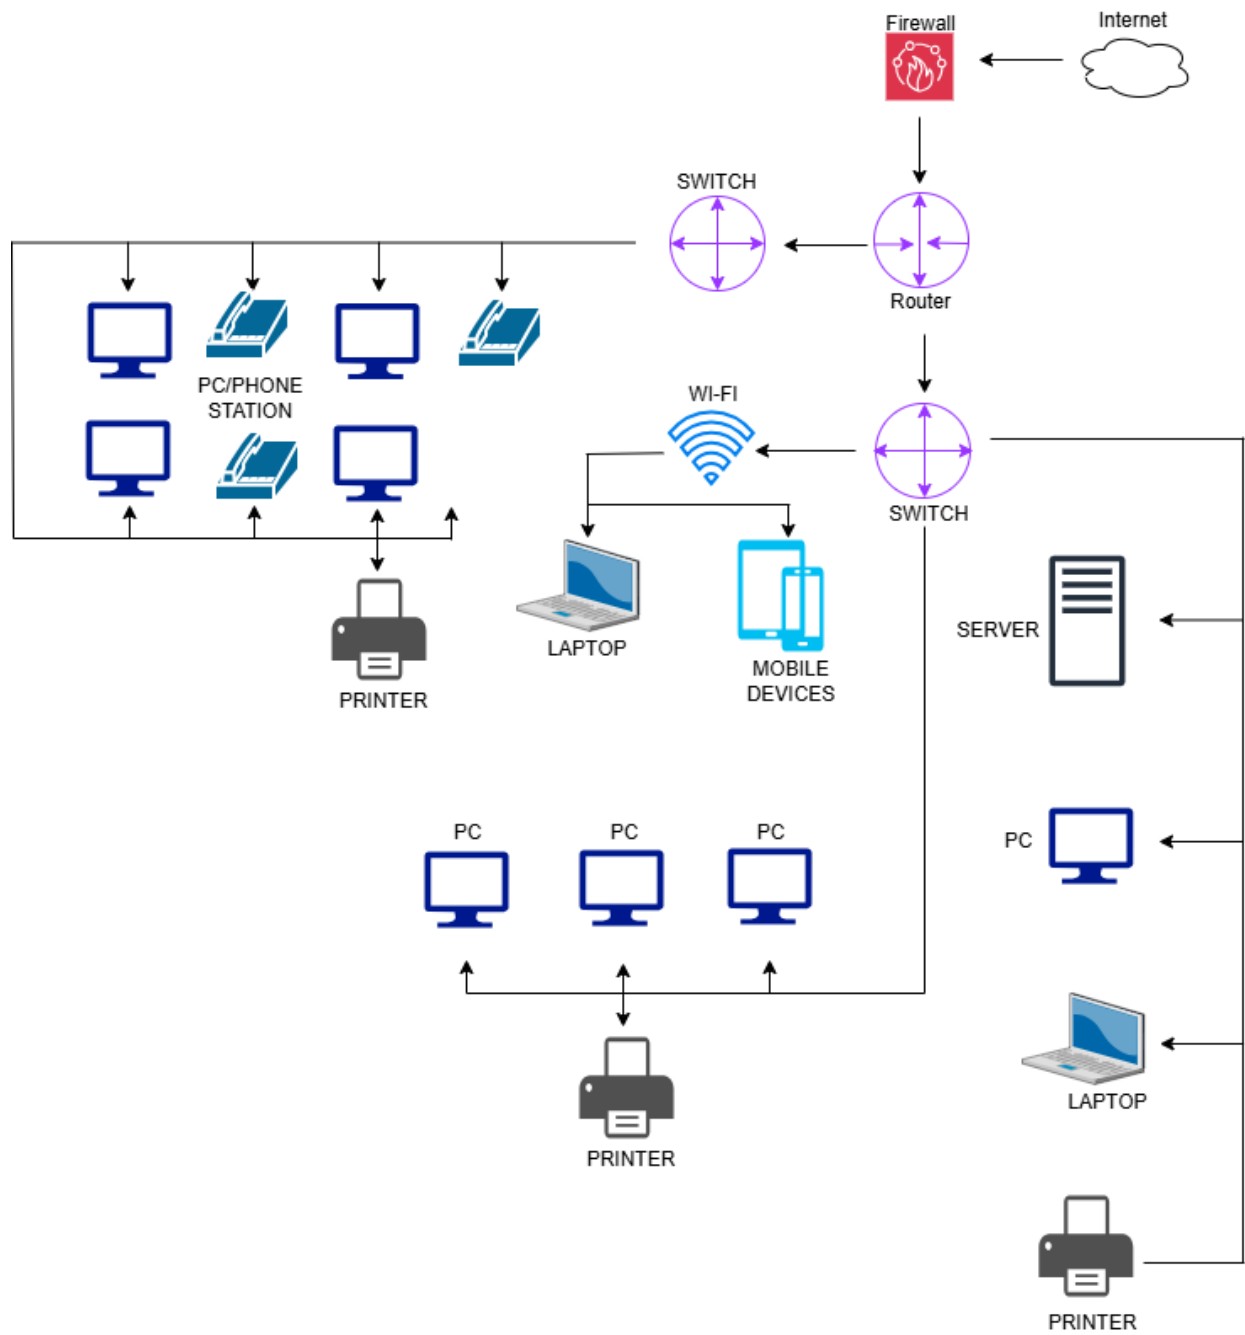 Internet
Firewall
SWITCH
Router
PC/PHONE
STATION
WI-FI
SWITCH
SERVER
LAPTOP
MOBILE
DEVICES
PRINTER
PC
PC
PC
PC
LAPTOP
PRINTER
PRINTER